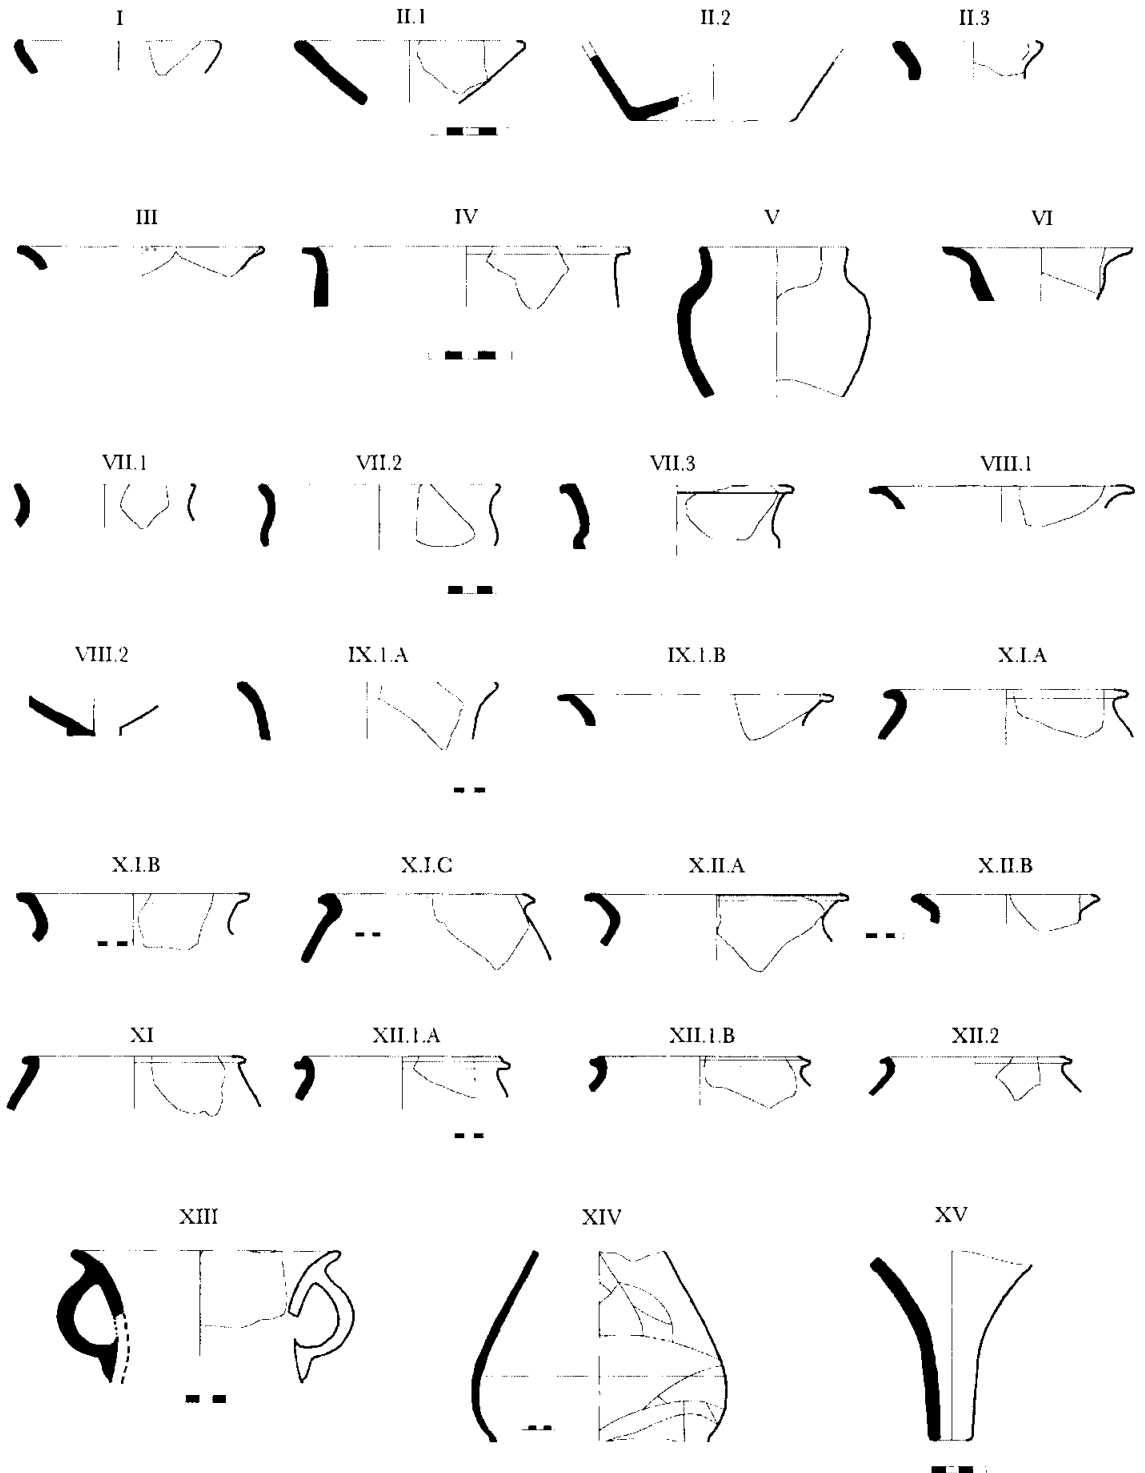 I II.1 II.2 II.3
III IV V VI
VII.1 VII.2 VII.3 VIII.1
VIII.2 IX.1.A IX.1.B X.I.A
X.I.B X.I.C X.II.A X.II.B
XI XII.1.A XII.1.B XII.2
XIII XIV XV